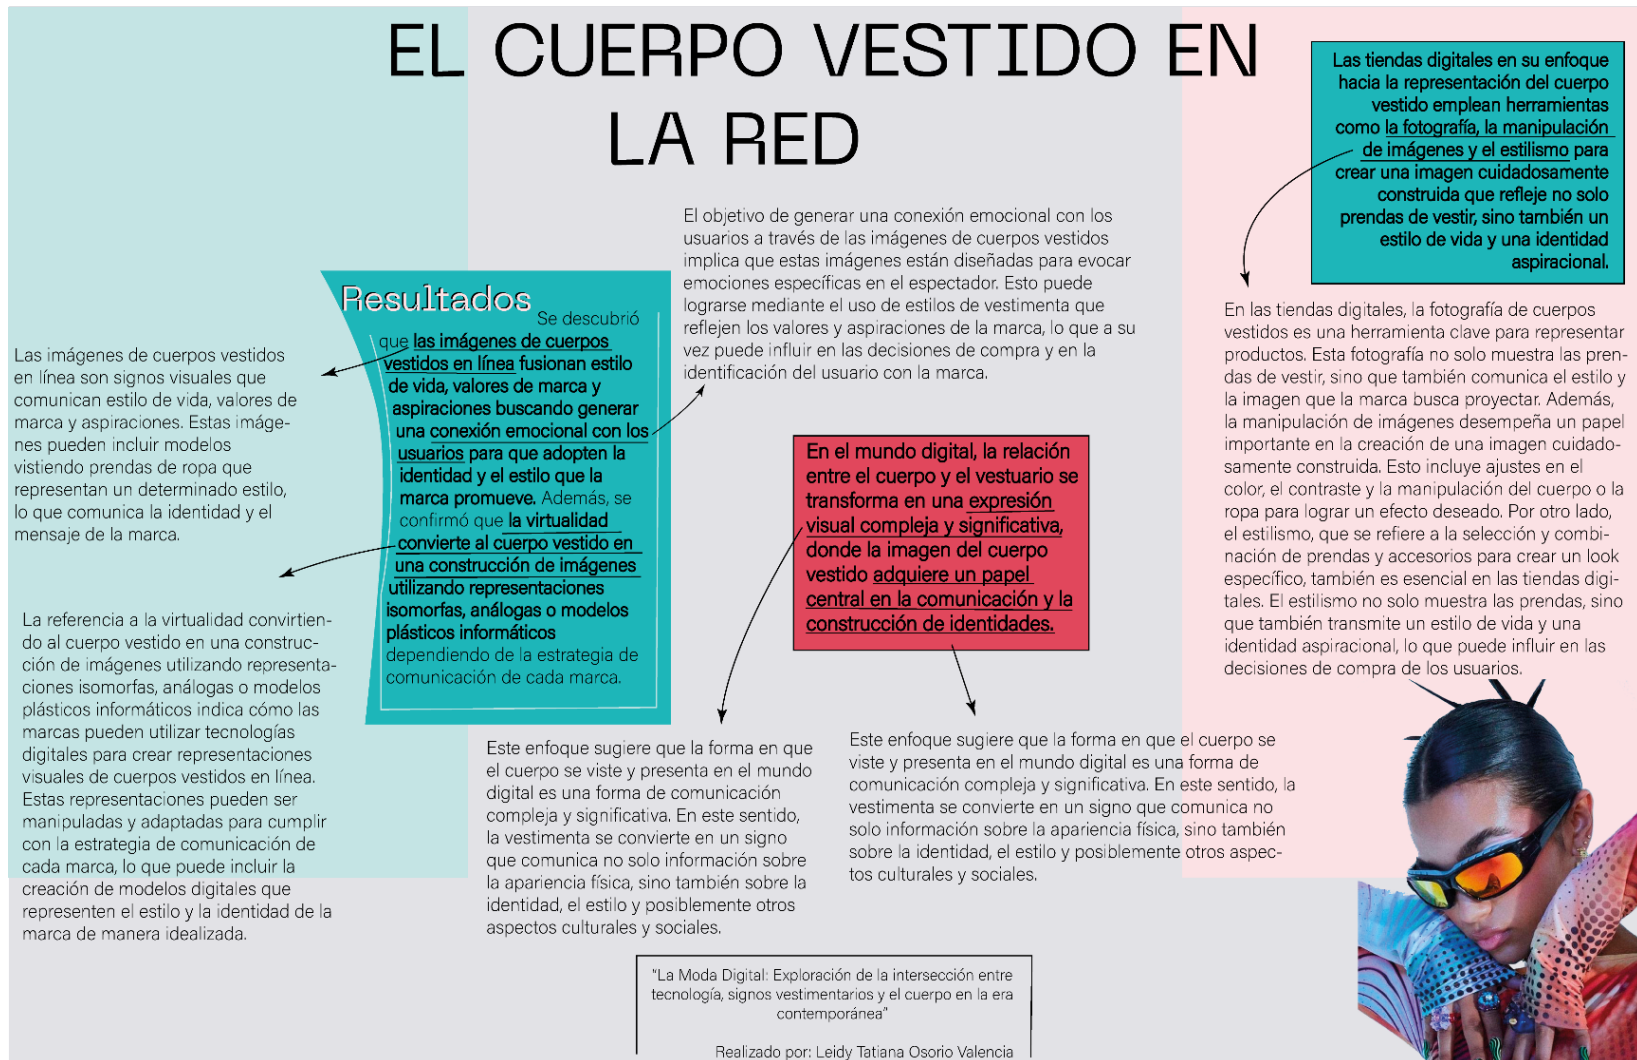 EL CUERPO VESTIDO EN
LA RED
Las imágenes de cuerpos vestidos
en línea son signos visuales que
comunican estilo de vida, valores de
marca y aspiraciones. Estas imáge-
nes pueden incluir modelos
vistiendo prendas de ropa que
representan un determinado estilo,
lo que comunica la identidad y el
mensaje de la marca.
La referencia a la virtualidad convirtien-
do al cuerpo vestido en una construc-
ción de imágenes utilizando representa-
ciones isomorfas, análogas o modelos
plásticos informáticos indica cómo las
marcas pueden utilizar tecnologías
digitales para crear representaciones
visuales de cuerpos vestidos en línea.
Estas representaciones pueden ser
manipuladas y adaptadas para cumplir
con la estrategia de comunicación de
cada marca, lo que puede incluir la
creación de modelos digitales que
representen el estilo y la identidad de la
marca de manera idealizada.
Resultados
Se descubrió
que las imágenes de cuerpos
vestidos en línea fusionan estilo
de vida, valores de marca y
aspiraciones buscando generar
una conexión emocional con los
usuarios para que adopten la
identidad y el estilo que la
marca promueve. Además, se
confirmó que la virtualidad
convierte al cuerpo vestido en
una construcción de imágenes
utilizando representaciones
isomorfas, análogas o modelos
plásticos informáticos
dependiendo de la estrategia de
comunicación de cada marca.
El objetivo de generar una conexión emocional con los
usuarios a través de las imágenes de cuerpos vestidos
implica que estas imágenes están diseñadas para evocar
emociones específicas en el espectador. Esto puede
lograrse mediante el uso de estilos de vestimenta que
reflejen los valores y aspiraciones de la marca, lo que a su
vez puede influir en las decisiones de compra y en la
identificación del usuario con la marca.
En el mundo digital, la relación
entre el cuerpo y el vestuario se
transforma en una expresión
visual compleja y significativa,
donde la imagen del cuerpo
vestido adquiere un papel
central en la comunicación y la
construcción de identidades.
Este enfoque sugiere que la forma en que
el cuerpo se viste y presenta en el mundo
digital es una forma de comunicación
compleja y significativa. En este sentido,
la vestimenta se convierte en un signo
que comunica no solo información sobre
la apariencia física, sino también sobre la
identidad, el estilo y posiblemente otros
aspectos culturales y sociales.
Este enfoque sugiere que la forma en que el cuerpo se
viste y presenta en el mundo digital es una forma de
comunicación compleja y significativa. En este sentido, la
vestimenta se convierte en un signo que comunica no
solo información sobre la apariencia física, sino también
sobre la identidad, el estilo y posiblemente otros aspec-
tos culturales y sociales.
Las tiendas digitales en su enfoque
hacia la representación del cuerpo
vestido emplean herramientas
como la fotografía, la manipulación
de imágenes y el estilismo para
crear una imagen cuidadosamente
construida que refleje no solo
prendas de vestir, sino también un
estilo de vida y una identidad
aspiracional.
En las tiendas digitales, la fotografía de cuerpos
vestidos es una herramienta clave para representar
productos. Esta fotografía no solo muestra las pren-
das de vestir, sino que también comunica el estilo y
la imagen que la marca busca proyectar. Además,
la manipulación de imágenes desempeña un papel
importante en la creación de una imagen cuidado-
samente construida. Esto incluye ajustes en el
color, el contraste y la manipulación del cuerpo o la
ropa para lograr un efecto deseado. Por otro lado,
el estilismo, que se refiere a la selección y combi-
nación de prendas y accesorios para crear un look
específico, también es esencial en las tiendas digi-
tales. El estilismo no solo muestra las prendas, sino
que también transmite un estilo de vida y una
identidad aspiracional, lo que puede influir en las
decisiones de compra de los usuarios.
"La Moda Digital: Exploración de la intersección entre
tecnología, signos vestimentarios y el cuerpo en la era
contemporánea"
Realizado por: Leidy Tatiana Osorio Valencia